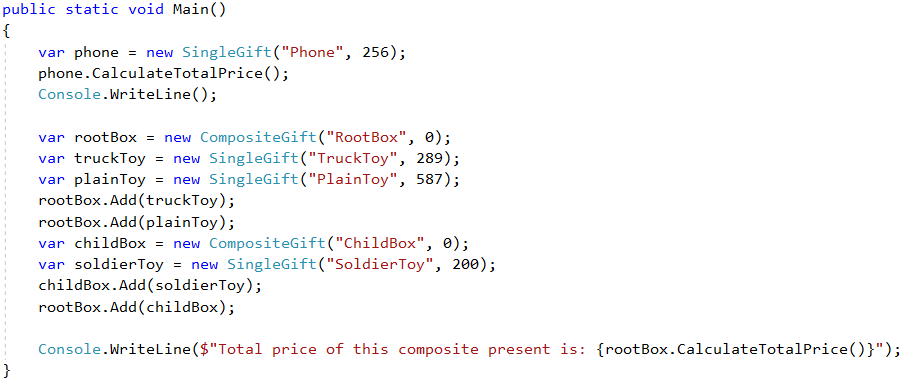 public static void Main()
{
var phone = new SingleGift("Phone", 256);
phone.CalculateTotalPrice();
Console.WriteLine();
var rootBox = new CompositeGift("RootBox", 0);
var truckToy = new SingleGift("TruckToy", 289);
var plainToy = new SingleGift("PlainToy", 587);
rootBox.Add(truckToy);
rootBox.Add(plainToy);
var childBox = new CompositeGift("ChildBox", 0);
var soldierToy = new SingleGift("SoldierToy", 200);
childBox.Add(soldierToy);
rootBox.Add(childBox);
Console.WriteLine($"Total price of this composite present is: {rootBox.CalculateTotalPrice()}");
}